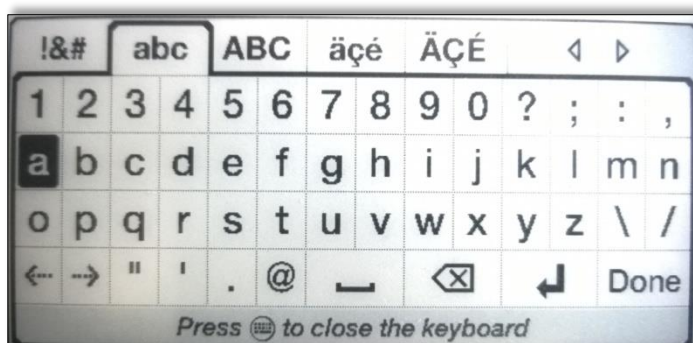 !&# abc ABC äçé ÄÇÉ
1 2 3 4 5 6 7 8 9 0 ? ; : ,
a b c d e f g h i j k l m n
o p q r s t u v w x y z \ /
" ' . @ Done
Press to close the keyboard